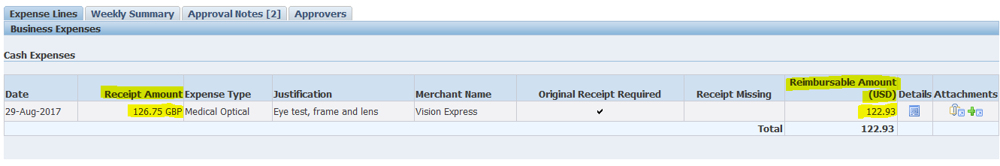 Expense Lines Weekly Summary Approval Notes [2] Approvers
Business Expenses
Cash Expenses
Date Receipt Amount Expense Type Justification Merchant Name Original Receipt Required Receipt Missing Reimbursable Amount (USD) Details Attachments
29-Aug-2017 126.75 GBP Medical Optical Eye test, frame and lens Vision Express 122.93
Total 122.93